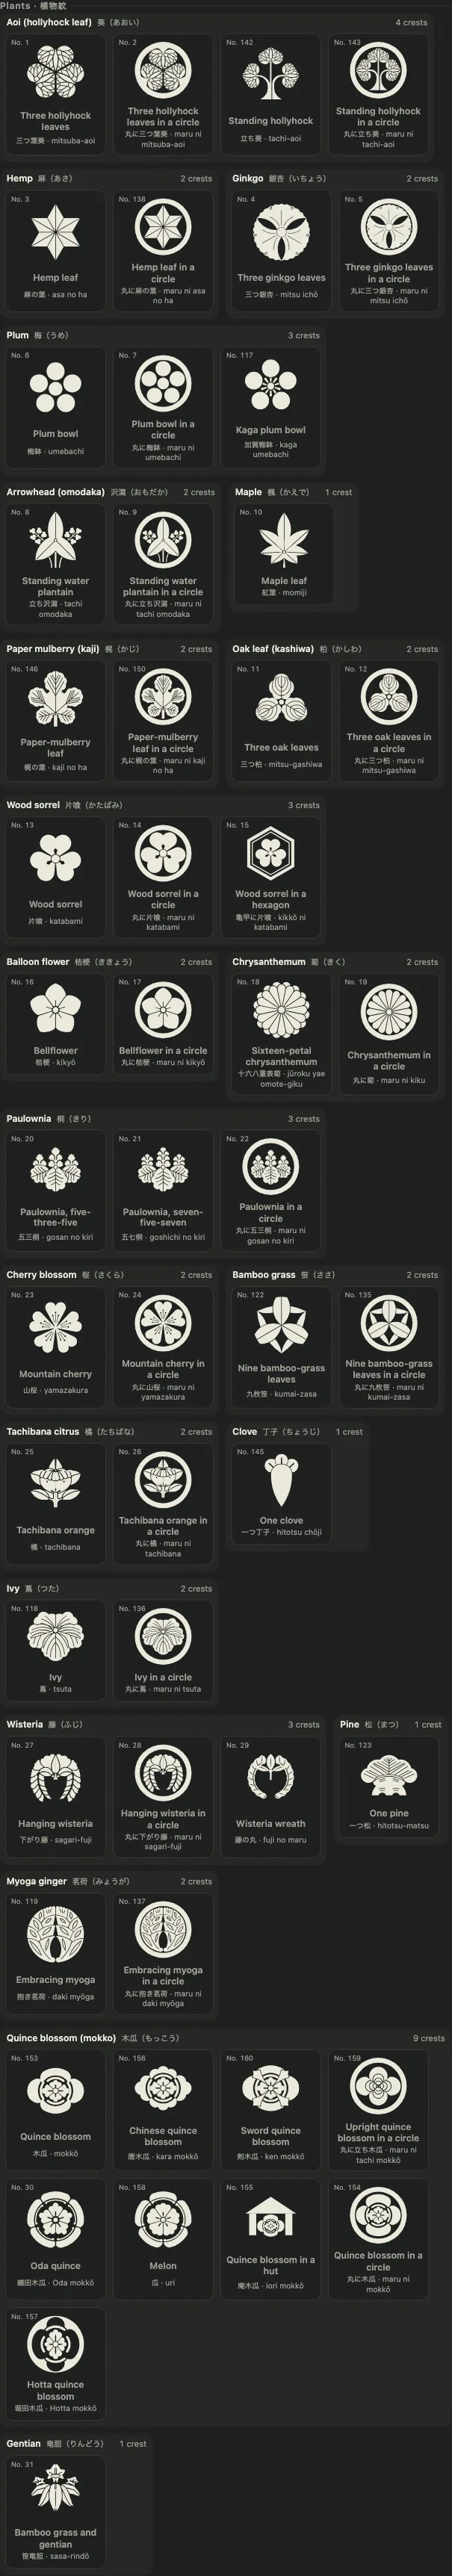 Plants · 植物紋
Aoi (hollyhock leaf) 葵（あおい） 4 crests
No. 1
Three hollyhock
leaves
三つ葉葵 · mitsuba-aoi
No. 2
Three hollyhock
leaves in a circle
丸に三つ葉葵 · maru ni
mitsuba-aoi
No. 142
Standing hollyhock
立ち葵 · tachi-aoi
No. 143
Standing hollyhock
in a circle
丸に立ち葵 · maru ni
tachi-aoi
Hemp 麻（あさ） 2 crests
No. 3
Hemp leaf
麻の葉 · asa no ha
No. 138
Hemp leaf in a
circle
丸に麻の葉 · maru ni asa
no ha
Ginkgo 銀杏（いちょう） 2 crests
No. 4
Three ginkgo leaves
三つ銀杏 · mitsu ichō
No. 5
Three ginkgo leaves
in a circle
丸に三つ銀杏 · maru ni
mitsu ichō
Plum 梅（うめ） 3 crests
No. 6
Plum bowl
梅鉢 · umebachi
No. 7
Plum bowl in a
circle
丸に梅鉢 · maru ni
umebachi
No. 117
Kaga plum bowl
加賀梅鉢 · kaga
umebachi
Arrowhead (omodaka) 沢瀉（おもだか） 2 crests
No. 8
Standing water
plantain
立ち沢瀉 · tachi
omodaka
No. 9
Standing water
plantain in a circle
丸に立ち沢瀉 · maru ni
tachi omodaka
Maple 楓（かえで） 1 crest
No. 10
Maple leaf
紅葉 · momiji
Paper mulberry (kaji) 梶（かじ） 2 crests
No. 146
Paper-mulberry
leaf
梶の葉 · kaji no ha
No. 150
Paper-mulberry
leaf in a circle
丸に梶の葉 · maru ni kaji
no ha
Oak leaf (kashiwa) 柏（かしわ） 2 crests
No. 11
Three oak leaves
三つ柏 · mitsu-gashiwa
No. 12
Three oak leaves in
a circle
丸に三つ柏 · maru ni
mitsu-gashiwa
Wood sorrel 片喰（かたばみ） 3 crests
No. 13
Wood sorrel
片喰 · katabami
No. 14
Wood sorrel in a
circle
丸に片喰 · maru ni
katabami
No. 15
Wood sorrel in a
hexagon
亀甲に片喰 · kikkō ni
katabami
Balloon flower 桔梗（ききょう） 2 crests
No. 16
Bellflower
桔梗 · kikyō
No. 17
Bellflower in a circle
丸に桔梗 · maru ni kikyō
Chrysanthemum 菊（きく） 2 crests
No. 18
Sixteen-petal
chrysanthemum
十六八重表菊 · jūroku yae
omote-giku
No. 19
Chrysanthemum in
a circle
丸に菊 · maru ni kiku
Paulownia 桐（きり） 3 crests
No. 20
Paulownia, five-
three-five
五三桐 · gosan no kiri
No. 21
Paulownia, seven-
five-seven
五七桐 · goshichi no kiri
No. 22
Paulownia in a
circle
丸に五三桐 · maru ni
gosan no kiri
Cherry blossom 桜（さくら） 2 crests
No. 23
Mountain cherry
山桜 · yamazakura
No. 24
Mountain cherry in
a circle
丸に山桜 · maru ni
yamazakura
Bamboo grass 笹（ささ） 2 crests
No. 122
Nine bamboo-grass
leaves
九枚笹 · kumai-zasa
No. 135
Nine bamboo-grass
leaves in a circle
丸に九枚笹 · maru ni
kumai-zasa
Tachibana citrus 橘（たちばな） 2 crests
No. 25
Tachibana orange
橘 · tachibana
No. 26
Tachibana orange in
a circle
丸に橘 · maru ni
tachibana
Clove 丁子（ちょうじ） 1 crest
No. 145
One clove
一つ丁子 · hitotsu chōji
Ivy 蔦（つた） 2 crests
No. 118
Ivy
蔦 · tsuta
No. 136
Ivy in a circle
丸に蔦 · maru ni tsuta
Wisteria 藤（ふじ） 3 crests
No. 27
Hanging wisteria
下がり藤 · sagari-fuji
No. 28
Hanging wisteria in
a circle
丸に下がり藤 · maru ni
sagari-fuji
No. 29
Wisteria wreath
藤の丸 · fuji no maru
Pine 松（まつ） 1 crest
No. 123
One pine
一つ松 · hitotsu-matsu
Myoga ginger 茗荷（みょうが） 2 crests
No. 119
Embracing myoga
抱き茗荷 · daki myōga
No. 137
Embracing myoga
in a circle
丸に抱き茗荷 · maru ni
daki myōga
Quince blossom (mokko) 木瓜（もっこう） 9 crests
No. 153
Quince blossom
木瓜 · mokkō
No. 156
Chinese quince
blossom
唐木瓜 · kara mokkō
No. 160
Sword quince
blossom
剣木瓜 · ken mokkō
No. 159
Upright quince
blossom in a circle
丸に立ち木瓜 · maru ni
tachi mokkō
No. 30
Oda quince
織田木瓜 · Oda mokkō
No. 158
Melon
瓜 · uri
No. 155
Quince blossom in a
hut
庵木瓜 · iori mokkō
No. 154
Quince blossom in a
circle
丸に木瓜 · maru ni
mokkō
No. 157
Hotta quince
blossom
堀田木瓜 · Hotta mokkō
Gentian 竜胆（りんどう） 1 crest
No. 31
Bamboo grass and
gentian
笹竜胆 · sasa-rindō